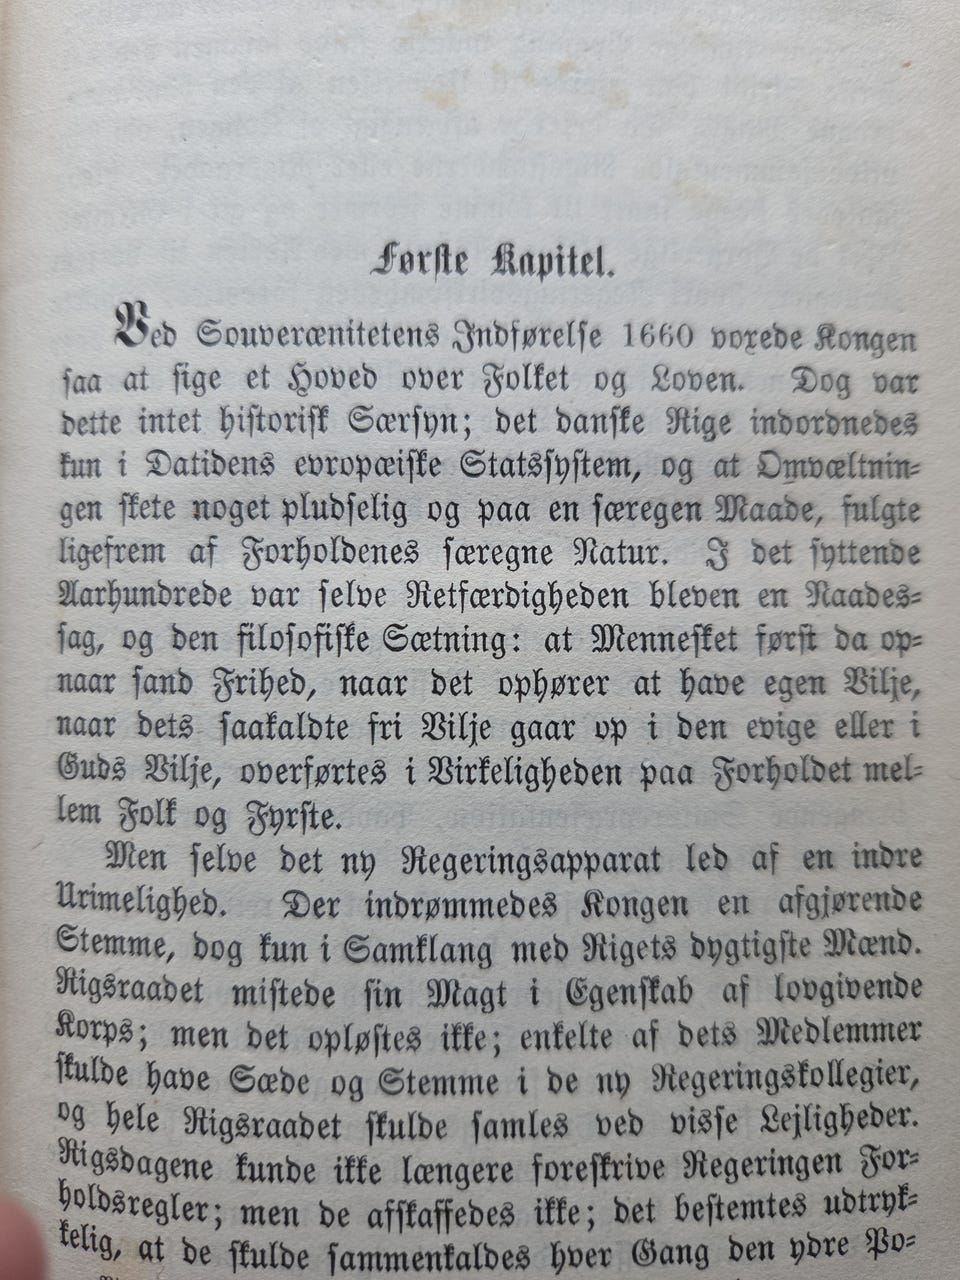 Første Kapitel.
Ved Souverænitetens Indførelse 1660 voxede Kongen
saa at sige et Hoved over Folket og Loven. Dog var
dette intet historisk Særsyn; det danske Rige indordnedes
kun i Datidens evropæiske Statssystem, og at Omvæltnin-
gen skete noget pludselig og paa en særegen Maade, fulgte
ligefrem af Forholdenes særegne Natur. I det syttende
Aarhundrede var selve Retfærdigheden bleven en Naades-
sag, og den filosofiske Sætning: at Mennesket først da op-
naar sand Frihed, naar det ophører at have egen Vilje,
naar dets saakaldte fri Vilje gaar op i den evige eller i
Guds Vilje, overførtes i Virkeligheden paa Forholdet mel-
lem Folk og Fyrste.
Men selve det ny Regeringsapparat led af en indre
Urimelighed. Der indrømmedes Kongen en afgjørende
Stemme, dog kun i Samklang med Rigets dygtigste Mænd.
Rigsraadet mistede sin Magt i Egenskab af lovgivende
Korps; men det opløstes ikke; enkelte af dets Medlemmer
skulde have Sæde og Stemme i de ny Regeringskollegier,
og hele Rigsraadet skulde samles ved visse Lejligheder.
Rigsdagene kunde ikke længere foreskrive Regeringen For-
holdsregler; men de afskaffedes ikke; det bestemtes udtryk-
kelig, at de skulde sammenkaldes hver Gang den ydre Po-